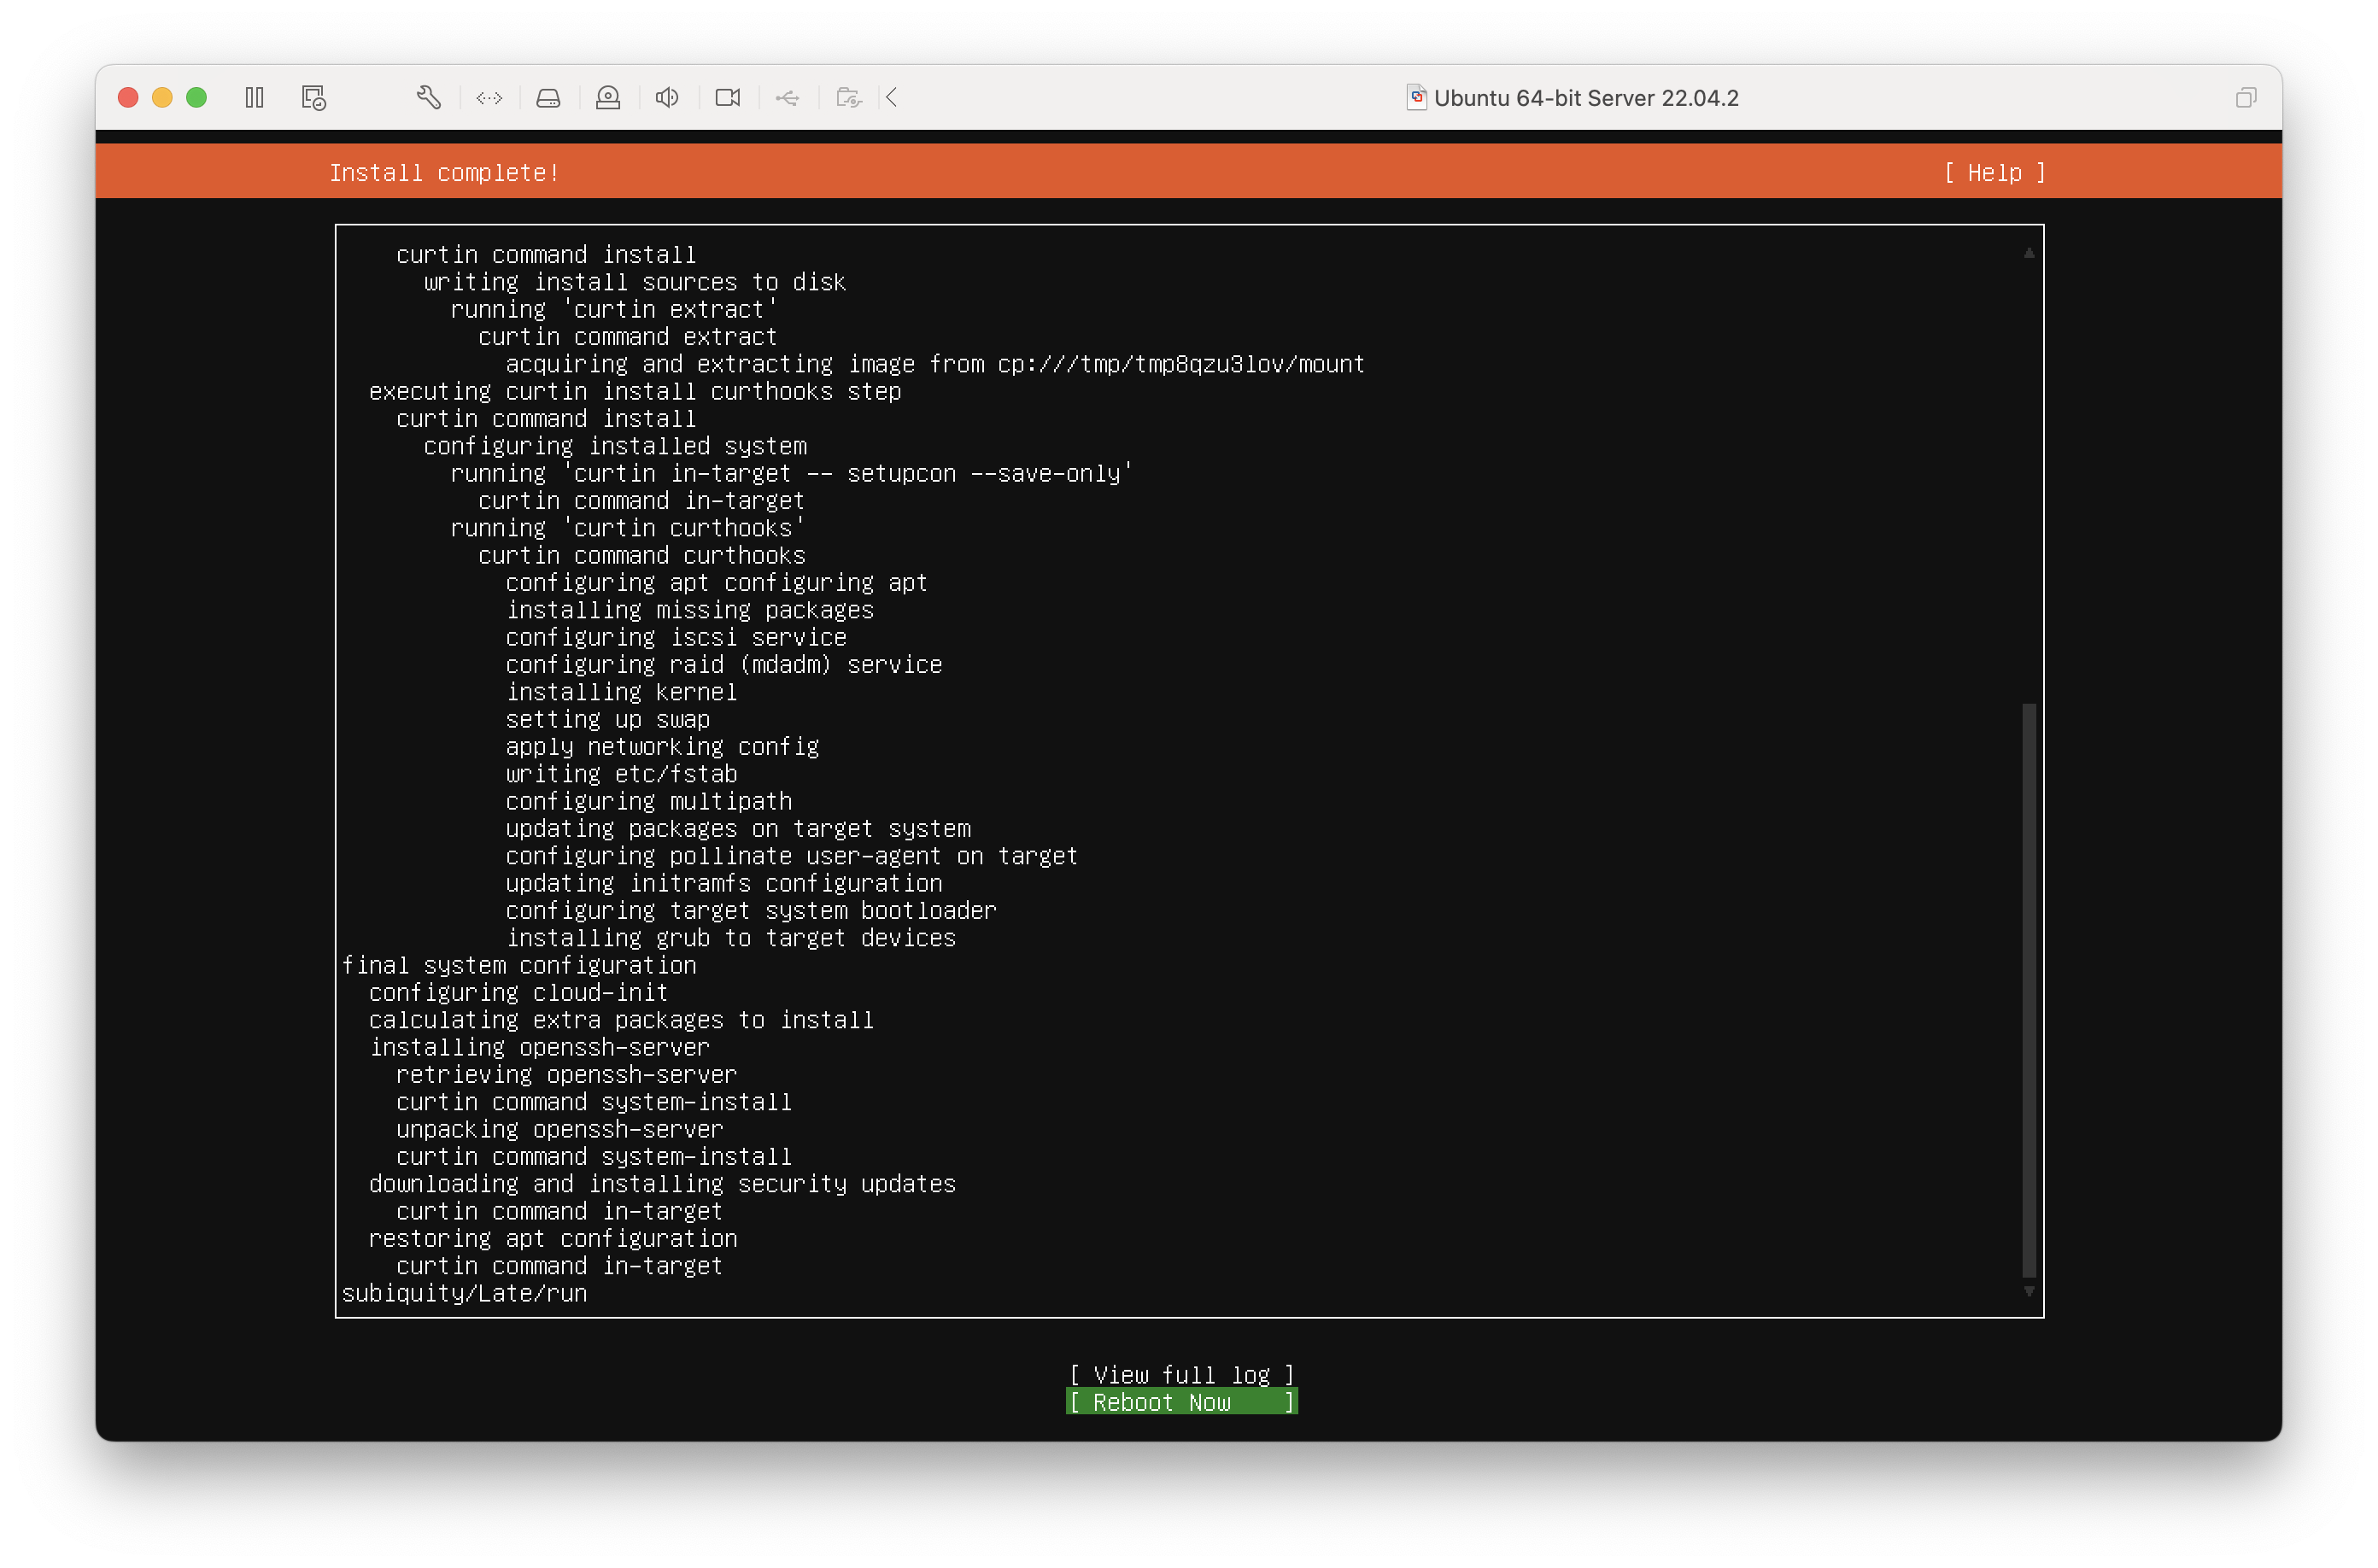 Ubuntu 64-bit Server 22.04.2
Install complete!
[ Help ]
curtin command install
writing install sources to disk
running 'curtin extract'
curtin command extract
acquiring and extracting image from cp:///tmp/tmp8qzu3lov/mount
executing curtin install curthooks step
curtin command install
configuring installed system
running 'curtin in-target -- setupcon --save-only'
curtin command in-target
running 'curtin curthooks'
curtin command curthooks
configuring apt configuring apt
installing missing packages
configuring iscsi service
configuring raid (mdadm) service
installing kernel
setting up swap
apply networking config
writing etc/fstab
configuring multipath
updating packages on target system
configuring pollinate user-agent on target
updating initramfs configuration
configuring target system bootloader
installing grub to target devices
final system configuration
configuring cloud-init
calculating extra packages to install
installing openssh-server
retrieving openssh-server
curtin command system-install
unpacking openssh-server
curtin command system-install
downloading and installing security updates
curtin command in-target
restoring apt configuration
curtin command in-target
subiquity/Late/run
[ View full log ]
[ Reboot Now ]